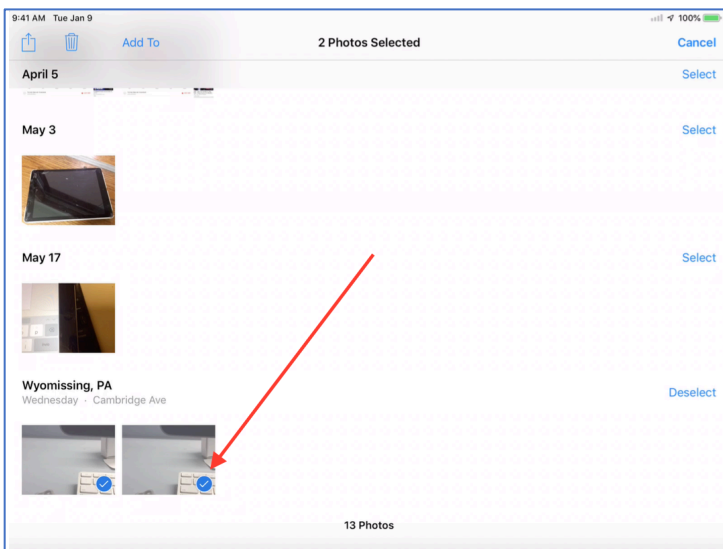 9:41 AM Tue Jan 9
100%
Add To
2 Photos Selected
Cancel
April 5
Select
May 3
Select
May 17
Select
Wyomissing, PA
Deselect
Wednesday · Cambridge Ave
13 Photos